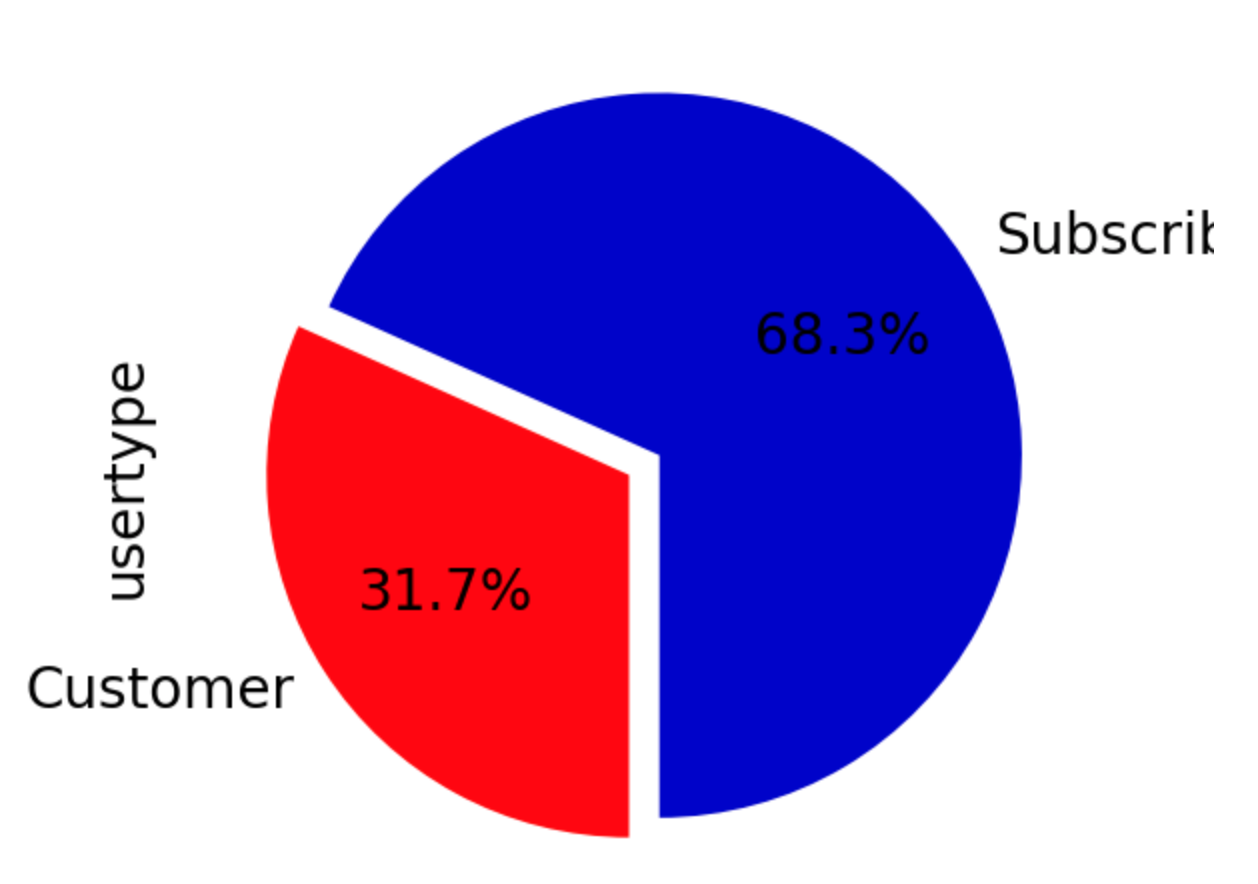 Subscrib
68.3%
usertype
31.7%
Customer